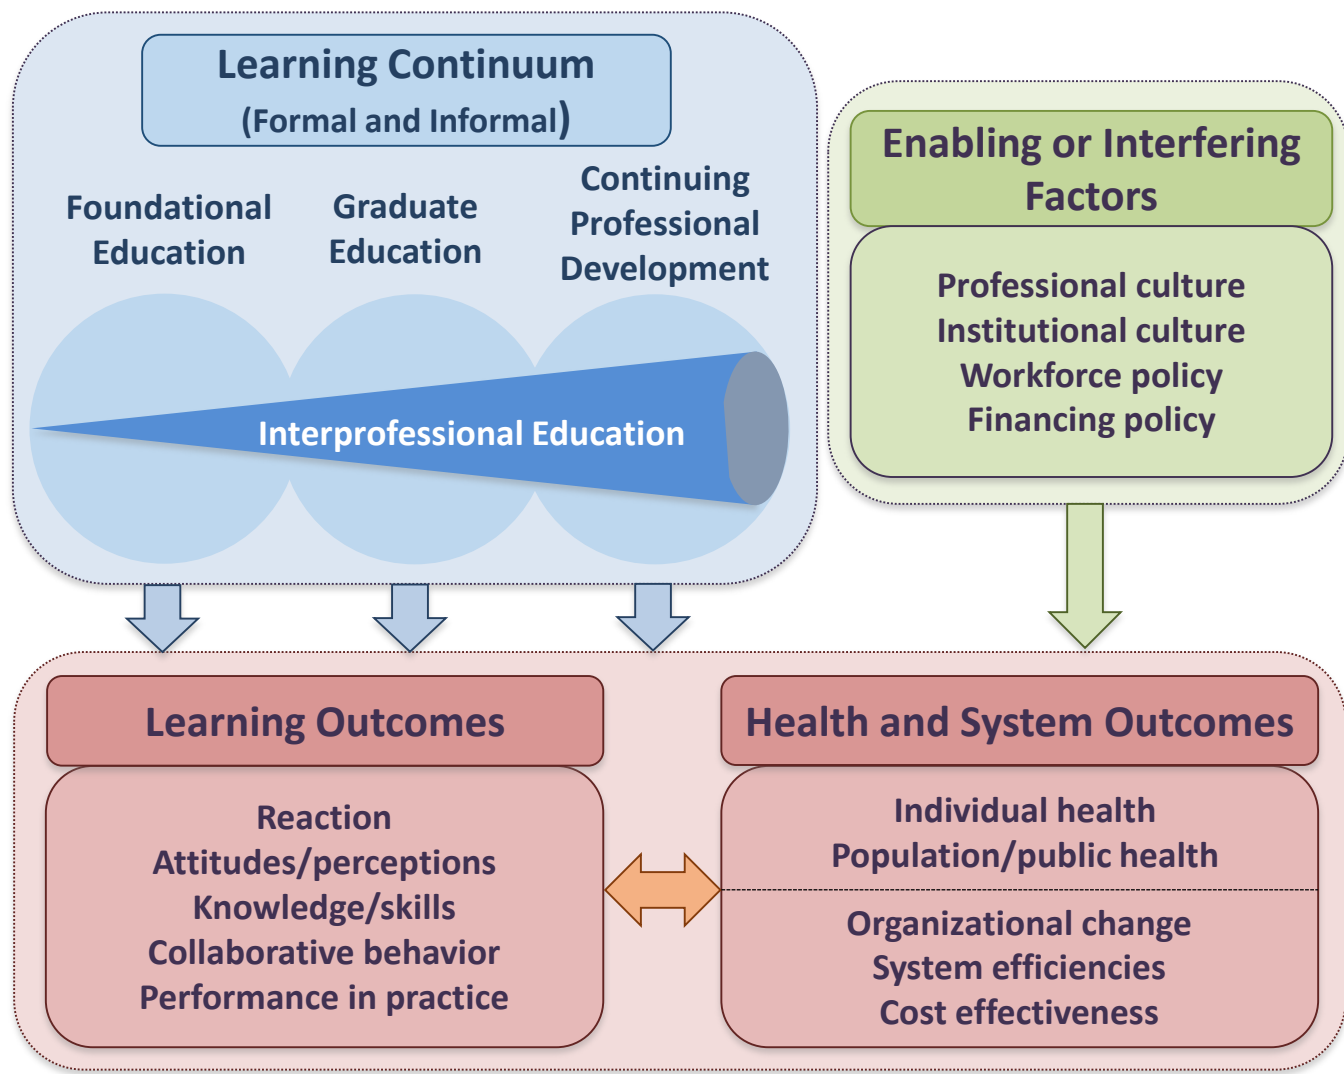 Learning Continuum
(Formal and Informal)
Foundational
Education
Graduate
Education
Continuing
Professional
Development
Interprofessional Education
Enabling or Interfering
Factors
Professional culture
Institutional culture
Workforce policy
Financing policy
Learning Outcomes
Reaction
Attitudes/perceptions
Knowledge/skills
Collaborative behavior
Performance in practice
Health and System Outcomes
Individual health
Population/public health
Organizational change
System efficiencies
Cost effectiveness